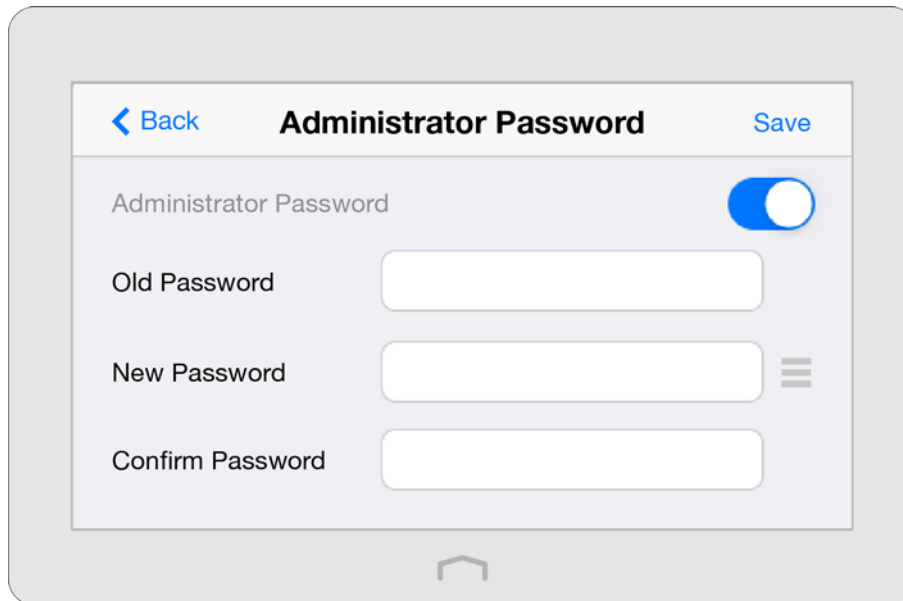 Back Administrator Password Save
Administrator Password
Old Password
New Password
Confirm Password